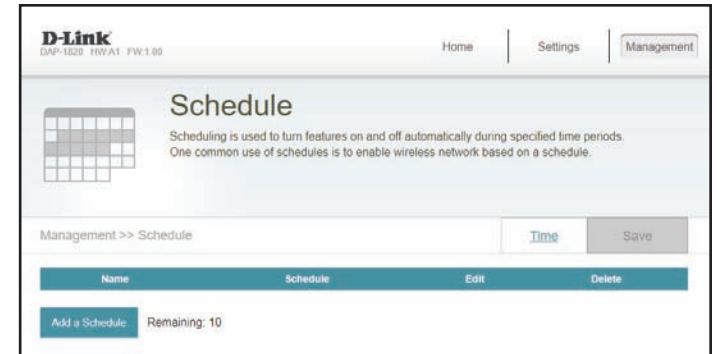 D-Link
DAP-1820 HW:A1 FW:1.00
Home
Settings
Management
Schedule
Scheduling is used to turn features on and off automatically during specified time periods.
One common use of schedules is to enable wireless network based on a schedule.
Management >> Schedule
Time
Save
Name Schedule Edit Delete
Add a Schedule
Remaining: 10